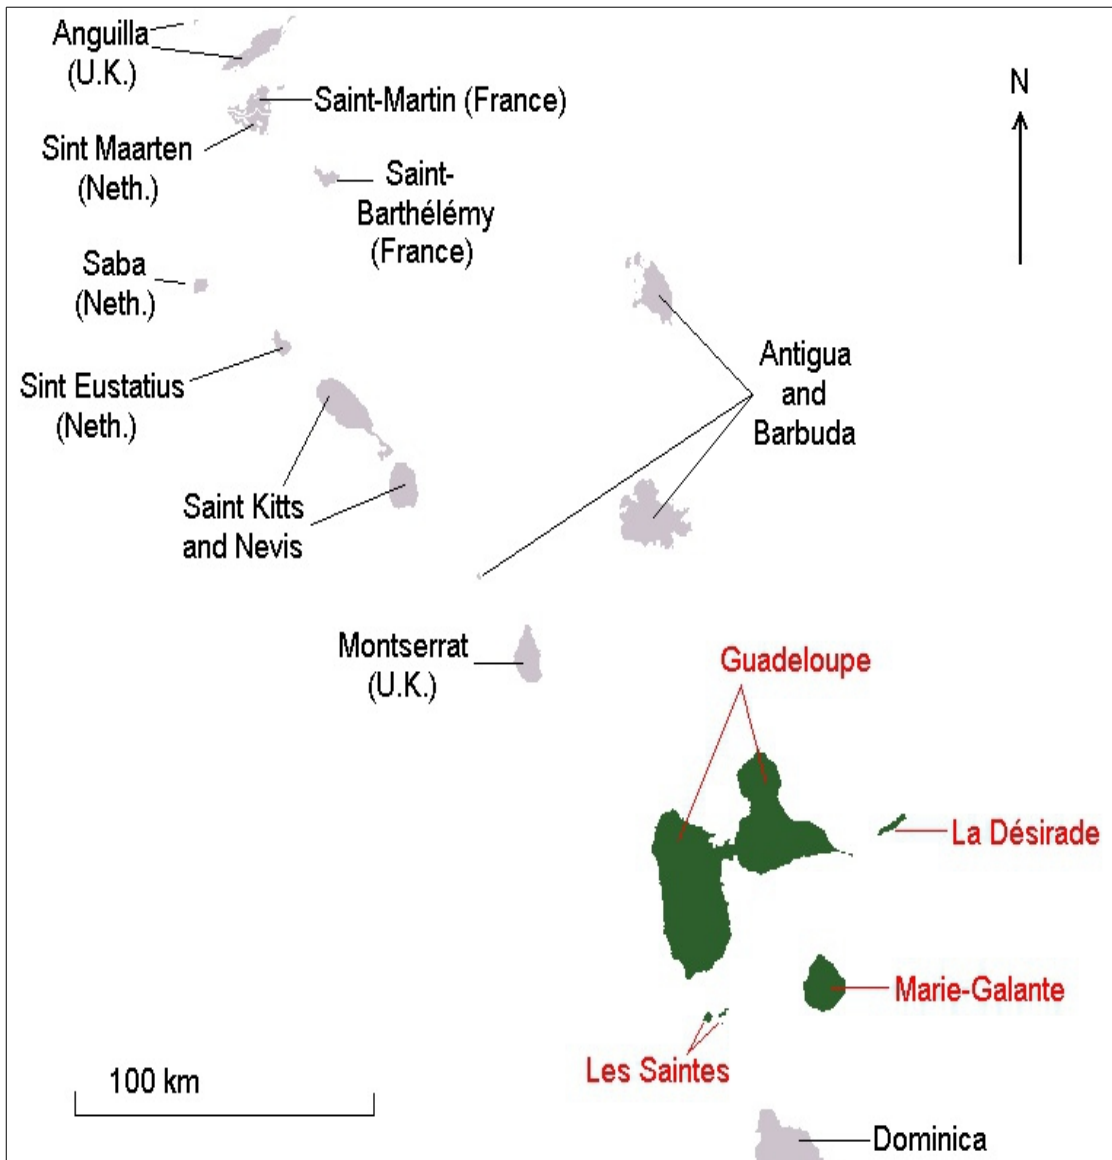 Anguilla
(U.K.)
N
Saint-Martin (France)
Sint Maarten
(Neth.)
Saint-
Barthélémy
(France)
Saba
(Neth.)
Antigua
and
Barbuda
Sint Eustatius
(Neth.)
Saint Kitts
and Nevis
Montserrat
(U.K.)
Guadeloupe
La Désirade
Marie-Galante
Les Saintes
100 km
Dominica